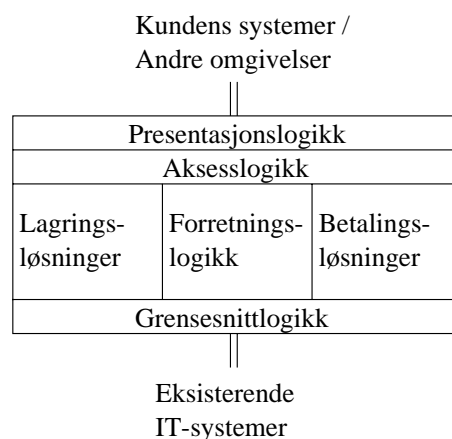 Kundens systemer /
Andre omgivelser
Presentasjonslogikk
Aksesslogikk
Lagrings-
løsninger
Forretnings-
logikk
Betalings-
løsninger
Grensesnittlogikk
Eksisterende
IT-systemer